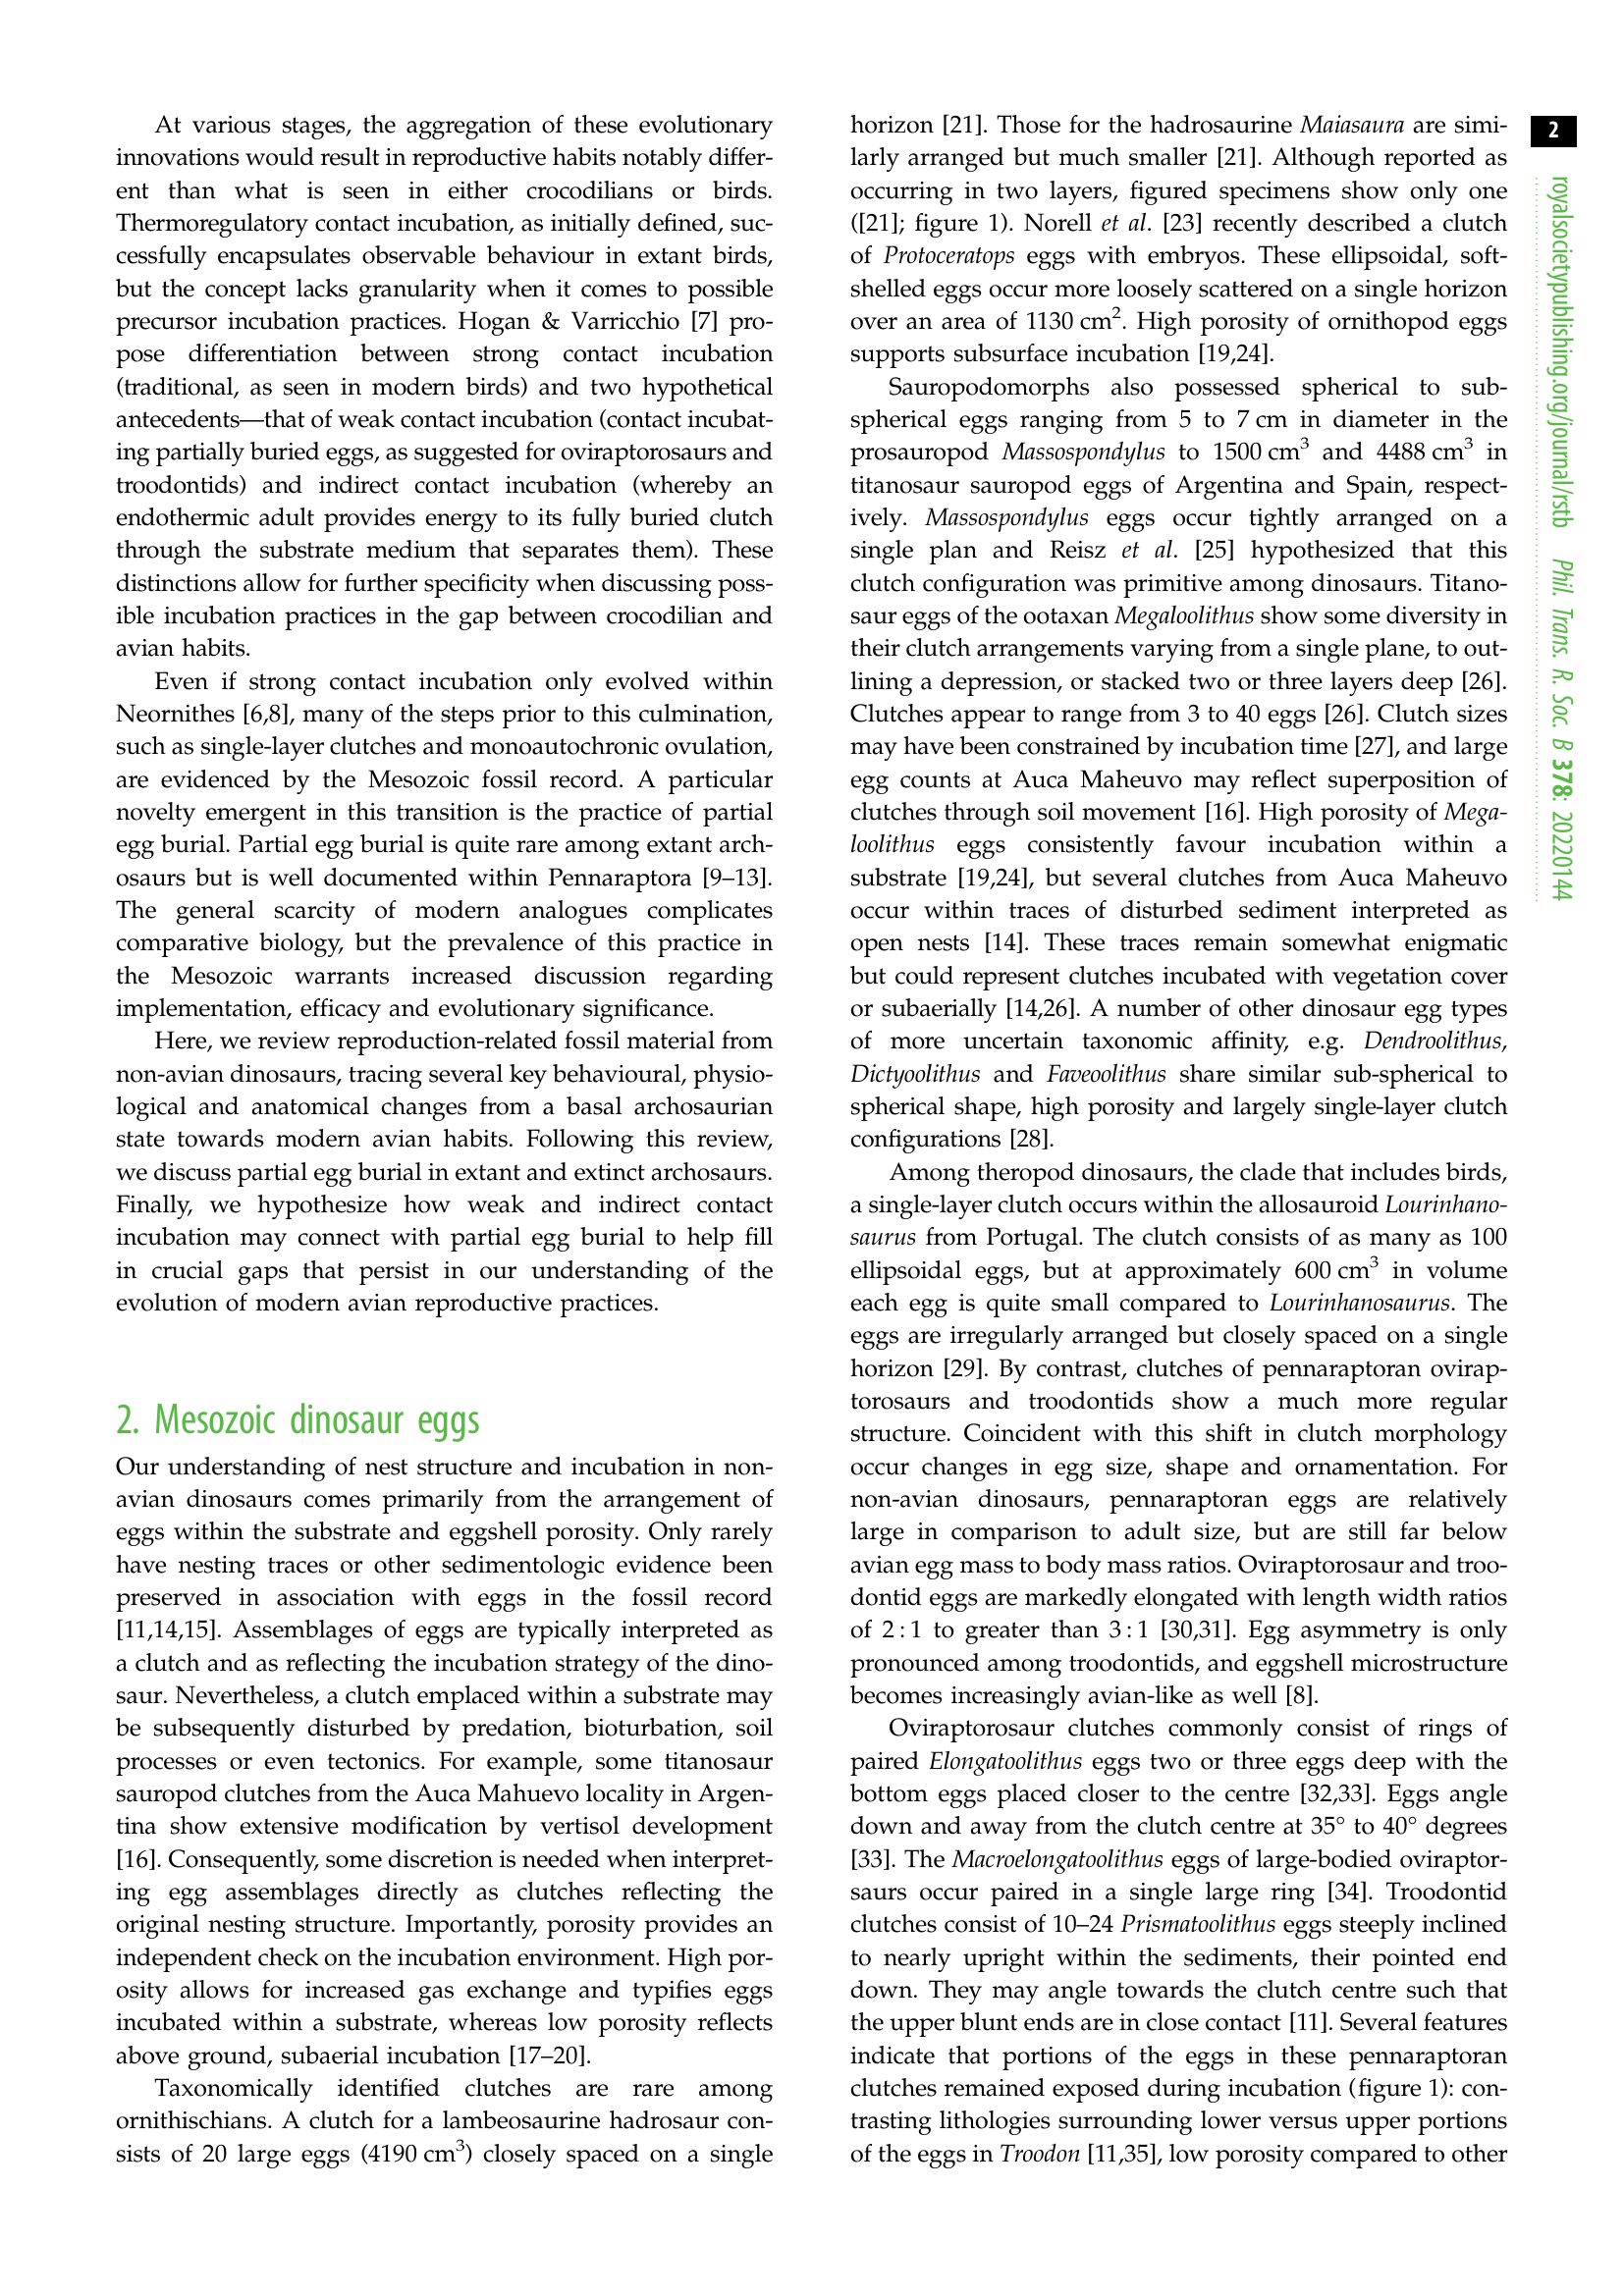 At various stages, the aggregation of these evolutionary
innovations would result in reproductive habits notably differ-
ent than what is seen in either crocodilians or birds.
Thermoregulatory contact incubation, as initially defined, suc-
cessfully encapsulates observable behaviour in extant birds,
but the concept lacks granularity when it comes to possible
precursor incubation practices. Hogan & Varricchio [7] pro-
pose differentiation between strong contact incubation
(traditional, as seen in modern birds) and two hypothetical
antecedents—that of weak contact incubation (contact incubat-
ing partially buried eggs, as suggested for oviraptorosaurs and
troodontids) and indirect contact incubation (whereby an
endothermic adult provides energy to its fully buried clutch
through the substrate medium that separates them). These
distinctions allow for further specificity when discussing poss-
ible incubation practices in the gap between crocodilian and
avian habits.
Even if strong contact incubation only evolved within
Neornithes [6,8], many of the steps prior to this culmination,
such as single-layer clutches and monoautochronic ovulation,
are evidenced by the Mesozoic fossil record. A particular
novelty emergent in this transition is the practice of partial
egg burial. Partial egg burial is quite rare among extant arch-
osaurs but is well documented within Pennaraptora [9–13].
The general scarcity of modern analogues complicates
comparative biology, but the prevalence of this practice in
the Mesozoic warrants increased discussion regarding
implementation, efficacy and evolutionary significance.
Here, we review reproduction-related fossil material from
non-avian dinosaurs, tracing several key behavioural, physio-
logical and anatomical changes from a basal archosaurian
state towards modern avian habits. Following this review,
we discuss partial egg burial in extant and extinct archosaurs.
Finally, we hypothesize how weak and indirect contact
incubation may connect with partial egg burial to help fill
in crucial gaps that persist in our understanding of the
evolution of modern avian reproductive practices.
2. Mesozoic dinosaur eggs
Our understanding of nest structure and incubation in non-
avian dinosaurs comes primarily from the arrangement of
eggs within the substrate and eggshell porosity. Only rarely
have nesting traces or other sedimentologic evidence been
preserved in association with eggs in the fossil record
[11,14,15]. Assemblages of eggs are typically interpreted as
a clutch and as reflecting the incubation strategy of the dino-
saur. Nevertheless, a clutch emplaced within a substrate may
be subsequently disturbed by predation, bioturbation, soil
processes or even tectonics. For example, some titanosaur
sauropod clutches from the Auca Mahuevo locality in Argen-
tina show extensive modification by vertisol development
[16]. Consequently, some discretion is needed when interpret-
ing egg assemblages directly as clutches reflecting the
original nesting structure. Importantly, porosity provides an
independent check on the incubation environment. High por-
osity allows for increased gas exchange and typifies eggs
incubated within a substrate, whereas low porosity reflects
above ground, subaerial incubation [17–20].
Taxonomically identified clutches are rare among
ornithischians. A clutch for a lambeosaurine hadrosaur con-
sists of 20 large eggs (4190 cm³) closely spaced on a single
horizon [21]. Those for the hadrosaurine Maiasaura are simi-
larly arranged but much smaller [21]. Although reported as
occurring in two layers, figured specimens show only one
([21]; figure 1). Norell et al. [23] recently described a clutch
of Protoceratops eggs with embryos. These ellipsoidal, soft-
shelled eggs occur more loosely scattered on a single horizon
over an area of 1130 cm². High porosity of ornithopod eggs
supports subsurface incubation [19,24].
Sauropodomorphs also possessed spherical to sub-
spherical eggs ranging from 5 to 7 cm in diameter in the
prosauropod Massospondylus to 1500 cm³ and 4488 cm³ in
titanosaur sauropod eggs of Argentina and Spain, respect-
ively. Massospondylus eggs occur tightly arranged on a
single plan and Reisz et al. [25] hypothesized that this
clutch configuration was primitive among dinosaurs. Titano-
saur eggs of the ootaxan Megaloolithus show some diversity in
their clutch arrangements varying from a single plane, to out-
lining a depression, or stacked two or three layers deep [26].
Clutches appear to range from 3 to 40 eggs [26]. Clutch sizes
may have been constrained by incubation time [27], and large
egg counts at Auca Maheuvo may reflect superposition of
clutches through soil movement [16]. High porosity of Mega-
loolithus eggs consistently favour incubation within a
substrate [19,24], but several clutches from Auca Maheuvo
occur within traces of disturbed sediment interpreted as
open nests [14]. These traces remain somewhat enigmatic
but could represent clutches incubated with vegetation cover
or subaerially [14,26]. A number of other dinosaur egg types
of more uncertain taxonomic affinity, e.g. Dendroolithus,
Dictyoolithus and Faveoolithus share similar sub-spherical to
spherical shape, high porosity and largely single-layer clutch
configurations [28].
Among theropod dinosaurs, the clade that includes birds,
a single-layer clutch occurs within the allosauroid Lourinhano-
saurus from Portugal. The clutch consists of as many as 100
ellipsoidal eggs, but at approximately 600 cm³ in volume
each egg is quite small compared to Lourinhanosaurus. The
eggs are irregularly arranged but closely spaced on a single
horizon [29]. By contrast, clutches of pennaraptoran ovirap-
torosaurs and troodontids show a much more regular
structure. Coincident with this shift in clutch morphology
occur changes in egg size, shape and ornamentation. For
non-avian dinosaurs, pennaraptoran eggs are relatively
large in comparison to adult size, but are still far below
avian egg mass to body mass ratios. Oviraptorosaur and troo-
dontid eggs are markedly elongated with length width ratios
of 2 : 1 to greater than 3 : 1 [30,31]. Egg asymmetry is only
pronounced among troodontids, and eggshell microstructure
becomes increasingly avian-like as well [8].
Oviraptorosaur clutches commonly consist of rings of
paired Elongatoolithus eggs two or three eggs deep with the
bottom eggs placed closer to the centre [32,33]. Eggs angle
down and away from the clutch centre at 35° to 40° degrees
[33]. The Macroelongatoolithus eggs of large-bodied oviraptor-
saurs occur paired in a single large ring [34]. Troodontid
clutches consist of 10–24 Prismatoolithus eggs steeply inclined
to nearly upright within the sediments, their pointed end
down. They may angle towards the clutch centre such that
the upper blunt ends are in close contact [11]. Several features
indicate that portions of the eggs in these pennaraptoran
clutches remained exposed during incubation (figure 1): con-
trasting lithologies surrounding lower versus upper portions
of the eggs in Troodon [11,35], low porosity compared to other
2
royalsocietypublishing.org/journal/rstb Phil. Trans. R. Soc. B 378: 20220144